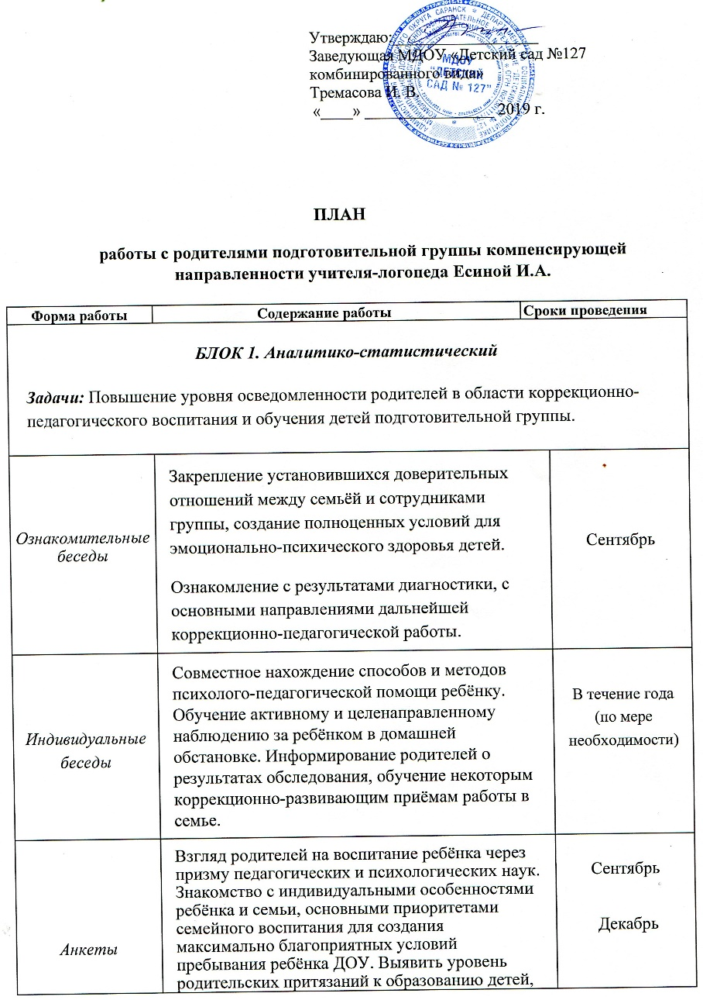 Утверждаю:
Заведующая МДОУ «Детский сад №127
комбинированного вида»
Тремасова И. В.
«____» ________________ 2019 г.
МДОУ
"ДЕТСКИЙ
САД № 127"
ПЛАН
работы с родителями подготовительной группы компенсирующей
направленности учителя-логопеда Есиной И.А.
Форма работы Содержание работы Сроки проведения
БЛОК 1. Аналитико-статистический
Задачи: Повышение уровня осведомленности родителей в области коррекционно-
педагогического воспитания и обучения детей подготовительной группы.
Ознакомительные
беседы
Закрепление установившихся доверительных
отношений между семьёй и сотрудниками
группы, создание полноценных условий для
эмоционально-психического здоровья детей.
Ознакомление с результатами диагностики, с
основными направлениями дальнейшей
коррекционно-педагогической работы.
Сентябрь
Индивидуальные
беседы
Совместное нахождение способов и методов
психолого-педагогической помощи ребёнку.
Обучение активному и целенаправленному
наблюдению за ребёнком в домашней
обстановке. Информирование родителей о
результатах обследования, обучение некоторым
коррекционно-развивающим приёмам работы в
семье.
В течение года
(по мере
необходимости)
Анкеты
Взгляд родителей на воспитание ребёнка через
призму педагогических и психологических наук.
Знакомство с индивидуальными особенностями
ребёнка и семьи, основными приоритетами
семейного воспитания для создания
максимально благоприятных условий
пребывания ребёнка ДОУ. Выявить уровень
родительских притязаний к образованию детей,
Сентябрь
Декабрь